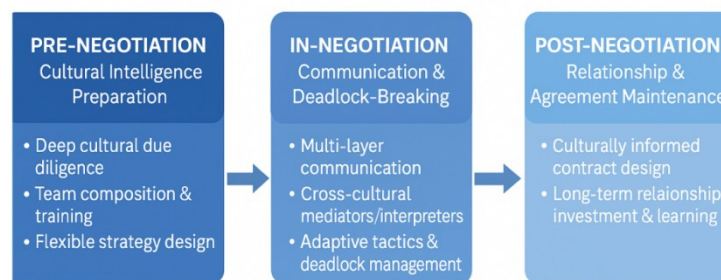 PRE-NEGOTIATION
Cultural Intelligence
Preparation
• Deep cultural due
diligence
• Team composition &
training
• Flexible strategy design
IN-NEGOTIATION
Communication &
Deadlock-Breaking
• Multi-layer
communication
• Cross-cultural
mediators/interpreters
• Adaptive tactics &
deadlock management
POST-NEGOTIATION
Relationship &
Agreement Maintenance
• Culturally informed
contract design
• Long-term relaionship
investment & learning